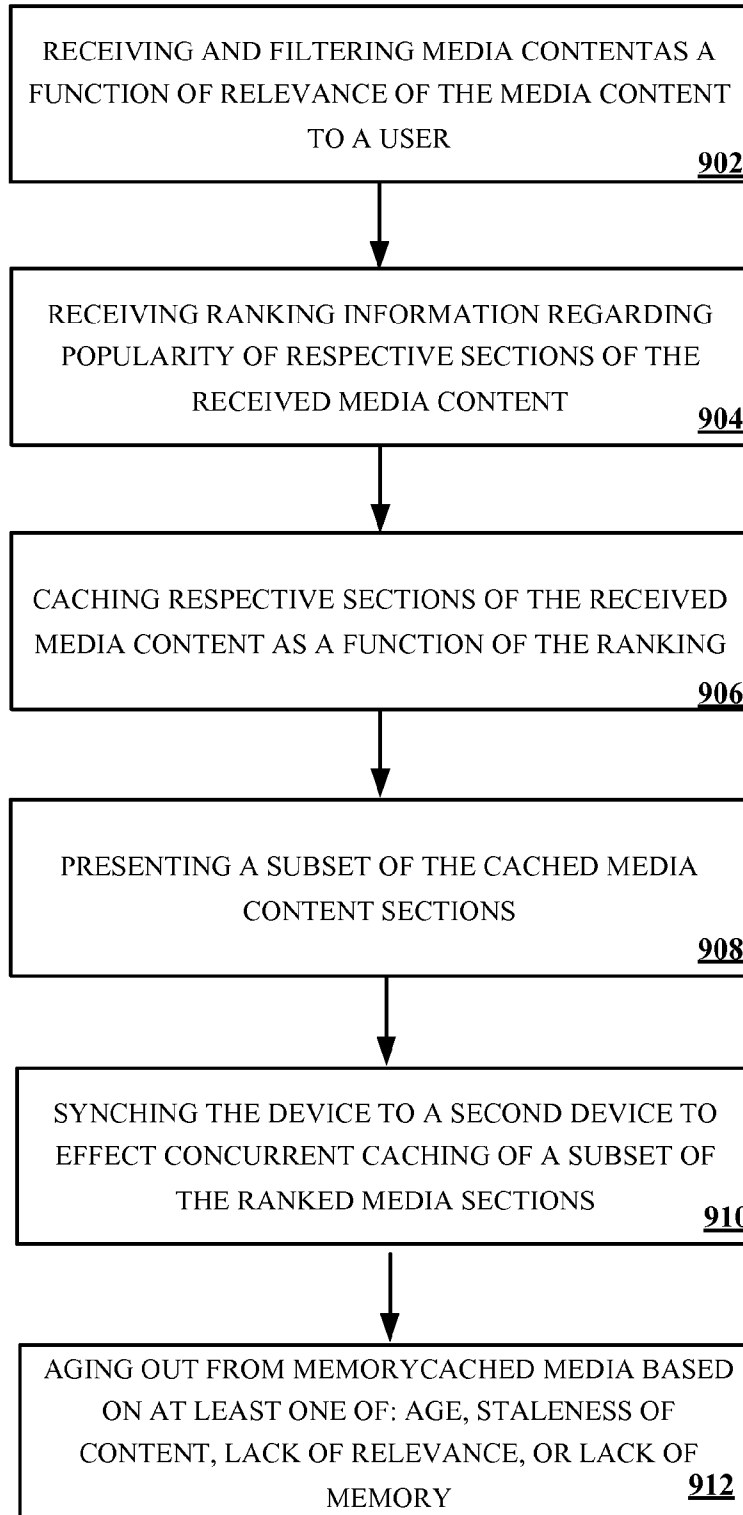 RECEIVING AND FILTERING MEDIA CONTENTAS A
FUNCTION OF RELEVANCE OF THE MEDIA CONTENT
TO A USER
902
RECEIVING RANKING INFORMATION REGARDING
POPULARITY OF RESPECTIVE SECTIONS OF THE
RECEIVED MEDIA CONTENT
904
CACHING RESPECTIVE SECTIONS OF THE RECEIVED
MEDIA CONTENT AS A FUNCTION OF THE RANKING
906
PRESENTING A SUBSET OF THE CACHED MEDIA
CONTENT SECTIONS
908
SYNCHING THE DEVICE TO A SECOND DEVICE TO
EFFECT CONCURRENT CACHING OF A SUBSET OF
THE RANKED MEDIA SECTIONS
910
AGING OUT FROM MEMORYCACHED MEDIA BASED
ON AT LEAST ONE OF: AGE, STALENESS OF
CONTENT, LACK OF RELEVANCE, OR LACK OF
MEMORY
912